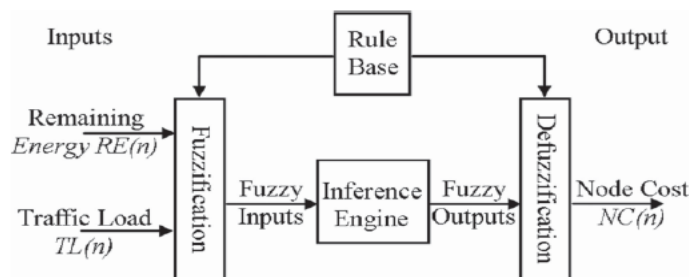 Inputs
Rule
Base
Output
Remaining
Energy RE(n)
Traffic Load
TL(n)
Fuzzification
Fuzzy
Inputs
Inference
Engine
Fuzzy
Outputs
Defuzzification
Node Cost
NC(n)